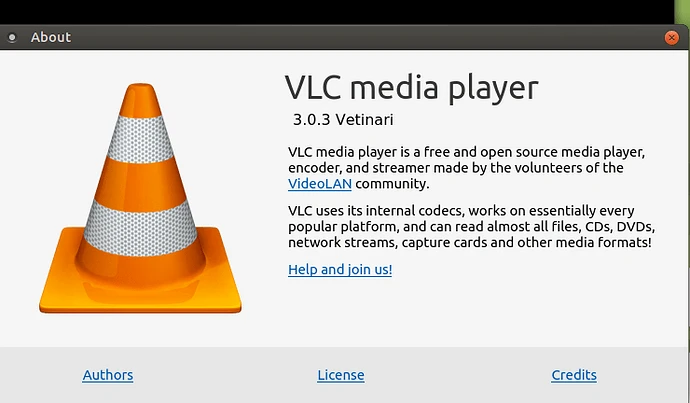 About
VLC media player
3.0.3 Vetinari
VLC media player is a free and open source media player,
encoder, and streamer made by the volunteers of the
VideoLAN community.
VLC uses its internal codecs, works on essentially every
popular platform, and can read almost all files, CDs, DVDs,
network streams, capture cards and other media formats!
Help and join us!
Authors
License
Credits